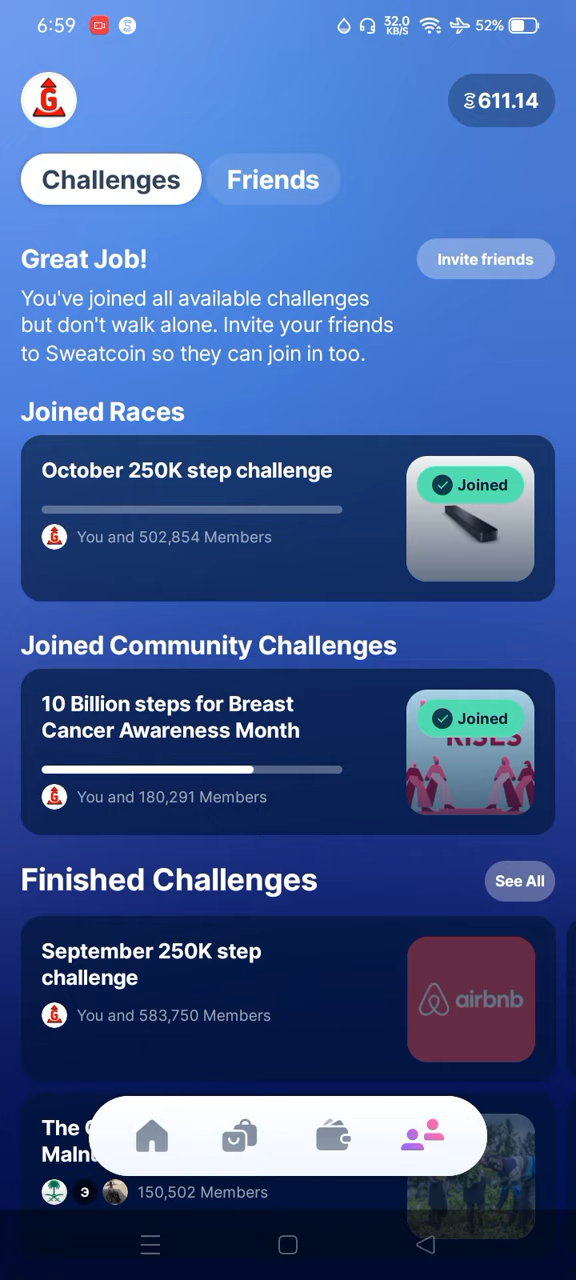 6:59
32.0
KB/S
52%
G
611.14
Challenges
Friends
Great Job!
Invite friends
You've joined all available challenges
but don't walk alone. Invite your friends
to Sweatcoin so they can join in too.
Joined Races
October 250K step challenge
Joined
You and 502,854 Members
Joined Community Challenges
10 Billion steps for Breast
Cancer Awareness Month
Joined
RISES
You and 180,291 Members
Finished Challenges
See All
September 250K step
challenge
airbnb
You and 583,750 Members
The
Э
150,502 Members